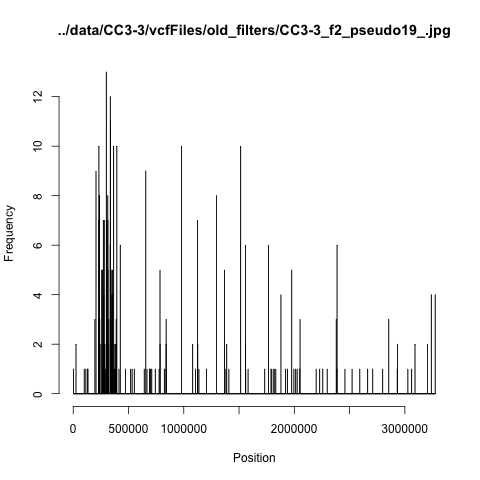 ../data/CC3-3/vcfFiles/old_filters/CC3-3_f2_pseudo19_.jpg
Frequency
12
10
8
6
4
2
0
0 500000 1000000 2000000 3000000
Position